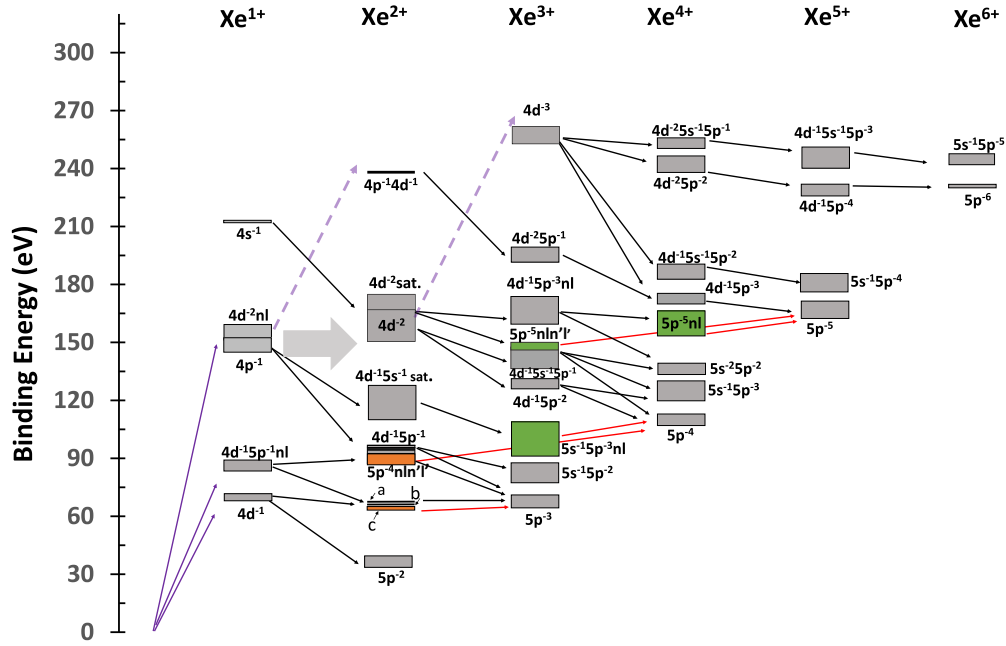 Xe¹⁺ Xe²⁺ Xe³⁺ Xe⁴⁺ Xe⁵⁺ Xe⁶⁺
Binding Energy (eV)
300
270
240
210
180
150
120
90
60
30
0
4s⁻¹
4d⁻²nl
4p⁻¹
4d⁻¹5p⁻¹nl
4d⁻¹
4p⁻¹4d⁻¹
4d⁻²sat.
4d⁻²
4d⁻¹5s⁻¹ sat.
4d⁻¹5p⁻¹
5p⁻⁴nln'l'
a
b
c
5p⁻²
4d⁻³
4d⁻²5p⁻¹
4d⁻¹5p⁻³nl
5p⁻⁵nln'l'
4d⁻¹5s⁻¹5p⁻¹
4d⁻¹5p⁻²
5s⁻¹5p⁻³nl
5s⁻¹5p⁻²
5p⁻³
4d⁻²5s⁻¹5p⁻¹
4d⁻²5p⁻²
4d⁻¹5s⁻¹5p⁻²
4d⁻¹5p⁻³
5p⁻⁵nl
5s⁻²5p⁻²
5s⁻¹5p⁻³
5p⁻⁴
4d⁻¹5s⁻¹5p⁻³
4d⁻¹5p⁻⁴
5s⁻¹5p⁻⁴
5p⁻⁵
5s⁻¹5p⁻⁵
5p⁻⁶